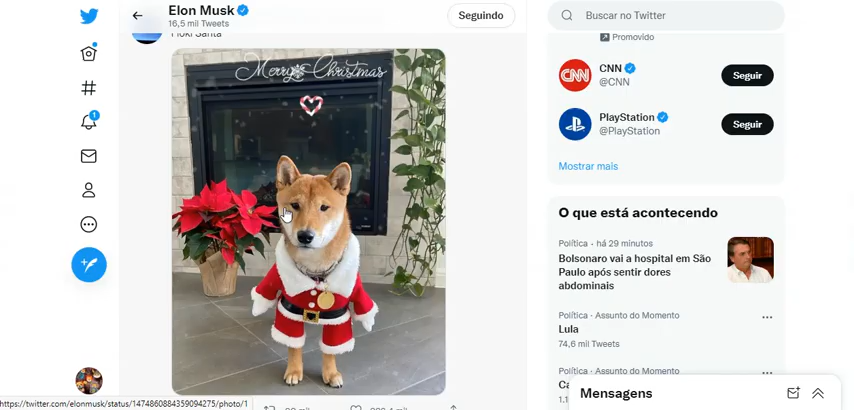 Elon Musk
16,5 mil Tweets
Seguindo
Floki Santa
Merry Christmas
Buscar no Twitter
Promovido
CNN
CNN
@CNN
Seguir
PlayStation
@PlayStation
Seguir
Mostrar mais
O que está acontecendo
Política · há 29 minutos
Bolsonaro vai a hospital em São
Paulo após sentir dores
abdominais
Política · Assunto do Momento
Lula
74,6 mil Tweets
Política · Assunto do Momento
Mensagens
1
https://twitter.com/elonmusk/status/1474860884359094275/photo/1